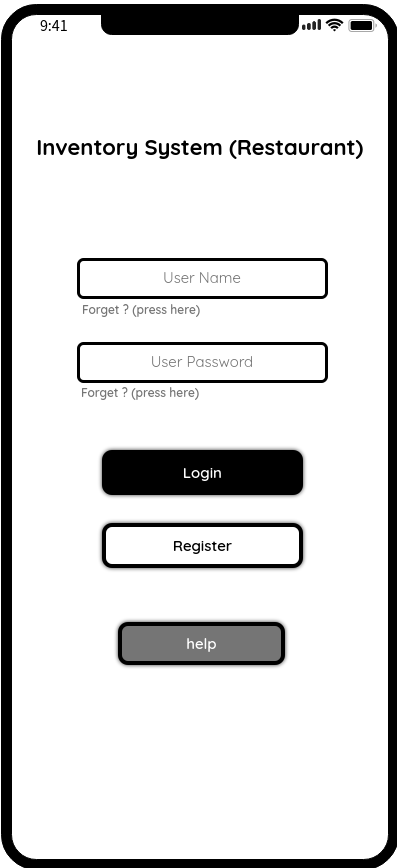 9:41
Inventory System (Restaurant)
User Name
Forget ? (press here)
User Password
Forget ? (press here)
Login
Register
help